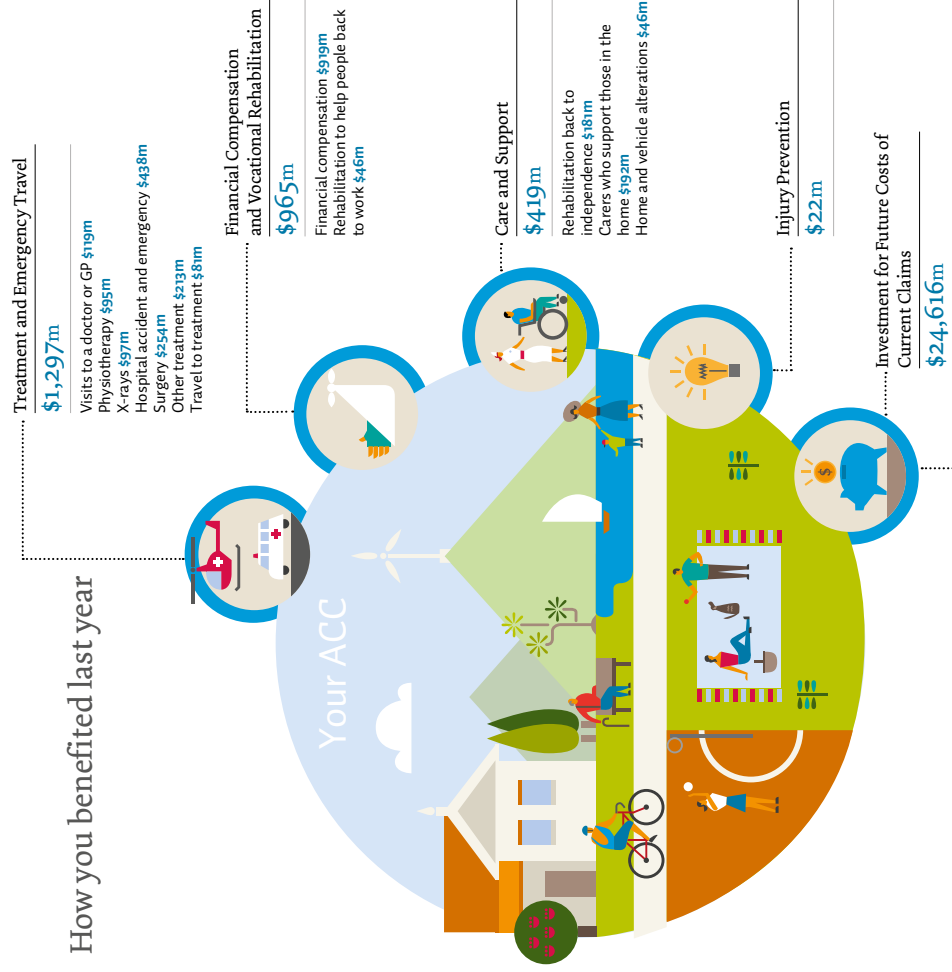 How you benefited last year
Your ACC
Treatment and Emergency Travel
$1,297m
Visits to a doctor or GP $119m
Physiotherapy $95m
X-rays $97m
Hospital accident and emergency $438m
Surgery $254m
Other treatment $213m
Travel to treatment $81m
Financial Compensation
and Vocational Rehabilitation
$965m
Financial compensation $919m
Rehabilitation to help people back
to work $46m
Care and Support
$419m
Rehabilitation back to
independence $181m
Carers who support those in the
home $192m
Home and vehicle alterations $46m
Injury Prevention
$22m
Investment for Future Costs of
Current Claims
$24,616m
$